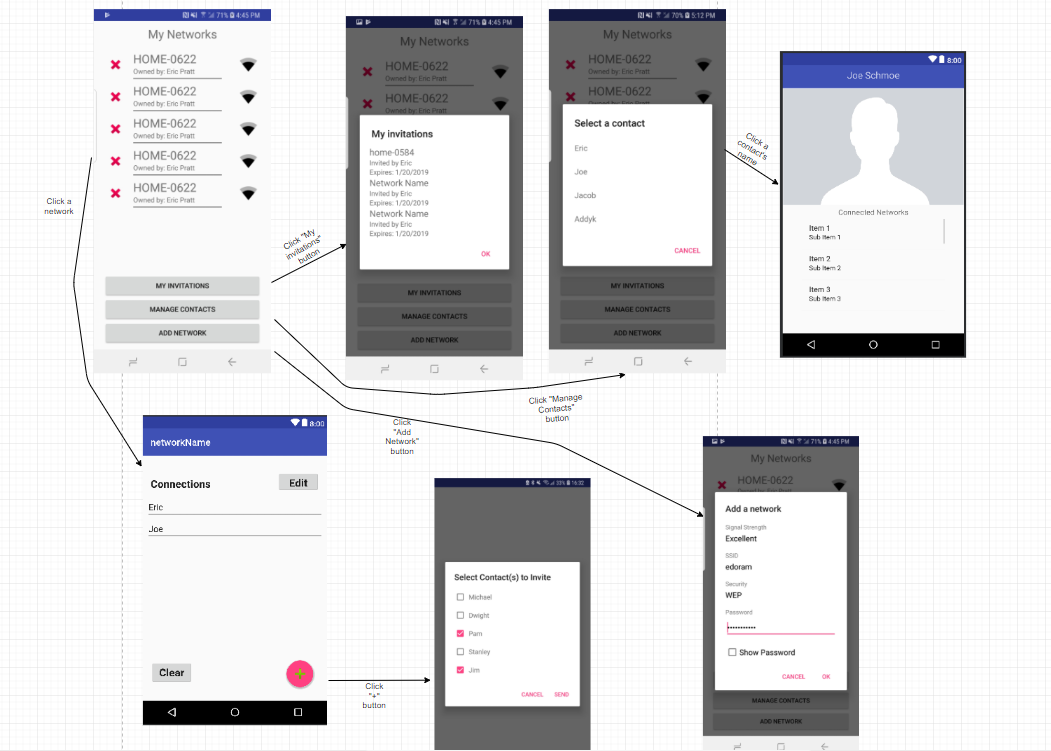 71% 4:45 PM
My Networks
HOME-0622
Owned by: Eric Pratt
HOME-0622
Owned by: Eric Pratt
HOME-0622
Owned by: Eric Pratt
HOME-0622
Owned by: Eric Pratt
HOME-0622
Owned by: Eric Pratt
MY INVITATIONS
MANAGE CONTACTS
ADD NETWORK
Click a
network
Click "My
invitations"
button
71% 4:45 PM
My Networks
HOME-0622
Owned by: Eric Pratt
HOME-0622
Owned by: Eric Pratt
My invitations
home-0584
Invited by Eric
Expires: 1/20/2019
Network Name
Invited by Eric
Expires: 1/20/2019
Network Name
Invited by Eric
Expires: 1/20/2019
OK
MY INVITATIONS
MANAGE CONTACTS
ADD NETWORK
70% 5:12 PM
My Networks
HOME-0622
Owned by: Eric Pratt
HOME-0622
Select a contact
Eric
Joe
Jacob
Addyk
CANCEL
MY INVITATIONS
MANAGE CONTACTS
ADD NETWORK
Click a
contact's
name
8:00
Joe Schmoe
Connected Networks
Item 1
Sub Item 1
Item 2
Sub Item 2
Item 3
Sub Item 3
Click "Manage
Contacts"
button
Click
"Add
Network"
button
8:00
networkName
Connections
Edit
Eric
Joe
Clear
Click
"+"
button
33% 16:02
Select Contact(s) to Invite
Michael
Dwight
Pam
Stanley
Jim
CANCEL
SEND
71% 4:45 PM
My Networks
HOME-0622
Add a network
Signal Strength
Excellent
SSID
edoram
Security
WEP
Password
•••••••••••
Show Password
CANCEL
OK
MANAGE CONTACTS
ADD NETWORK